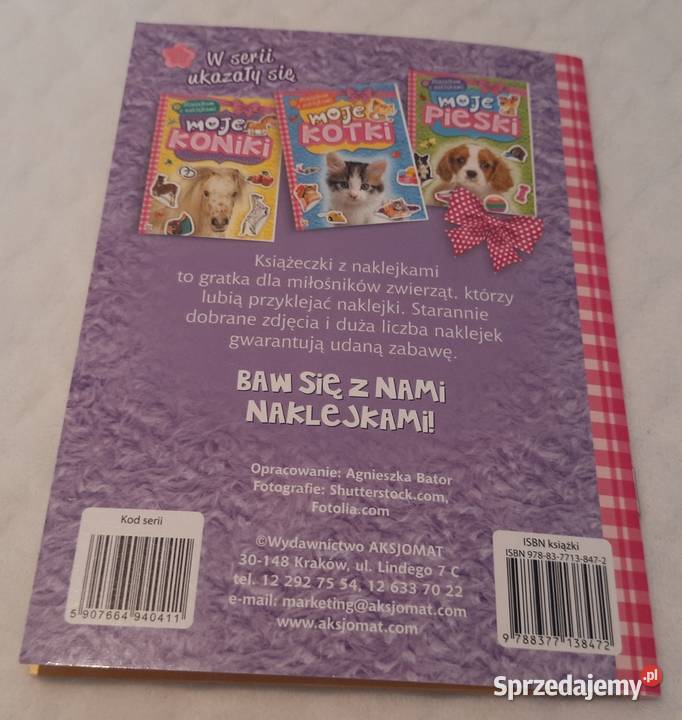 W serii
ukazały się
MOJE
KONIKI
MOJE
KOTKI
MOJE
PIESKI
Książeczki z naklejkami
to gratka dla miłośników zwierząt, którzy
lubią przyklejać naklejki. Starannie
dobrane zdjęcia i duża liczba naklejek
gwarantują udaną zabawę.
BAW SIĘ Z NAMI
NAKLEJKAMI!
Opracowanie: Agnieszka Bator
Fotografie: Shutterstock.com,
Fotolia.com
©Wydawnictwo AKSJOMAT
30-148 Kraków, ul. Lindego 7 C
tel. 12 292 75 54, 12 633 70 22
e-mail: marketing@aksjomat.com
www.aksjomat.com
Kod serii
5 907664 940411
ISBN książki
ISBN 978-83-7713-847-2
9 788377 138472
Sprzedajemy.pl